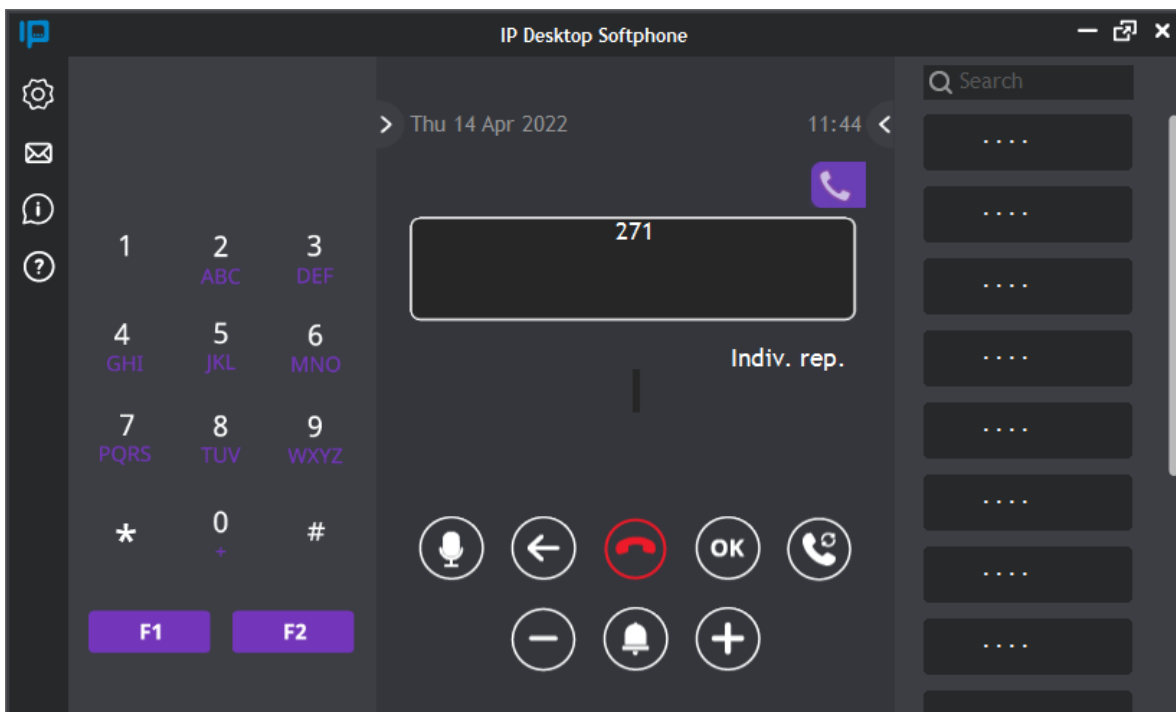 IP
IP Desktop Softphone
Search
Thu 14 Apr 2022 11:44
....
....
271
1 2 3
ABC DEF
....
4 5 6
GHI JKL MNO
Indiv. rep.
....
7 8 9
PQRS TUV WXYZ
....
....
* 0 #
+
OK
....
F1 F2
....